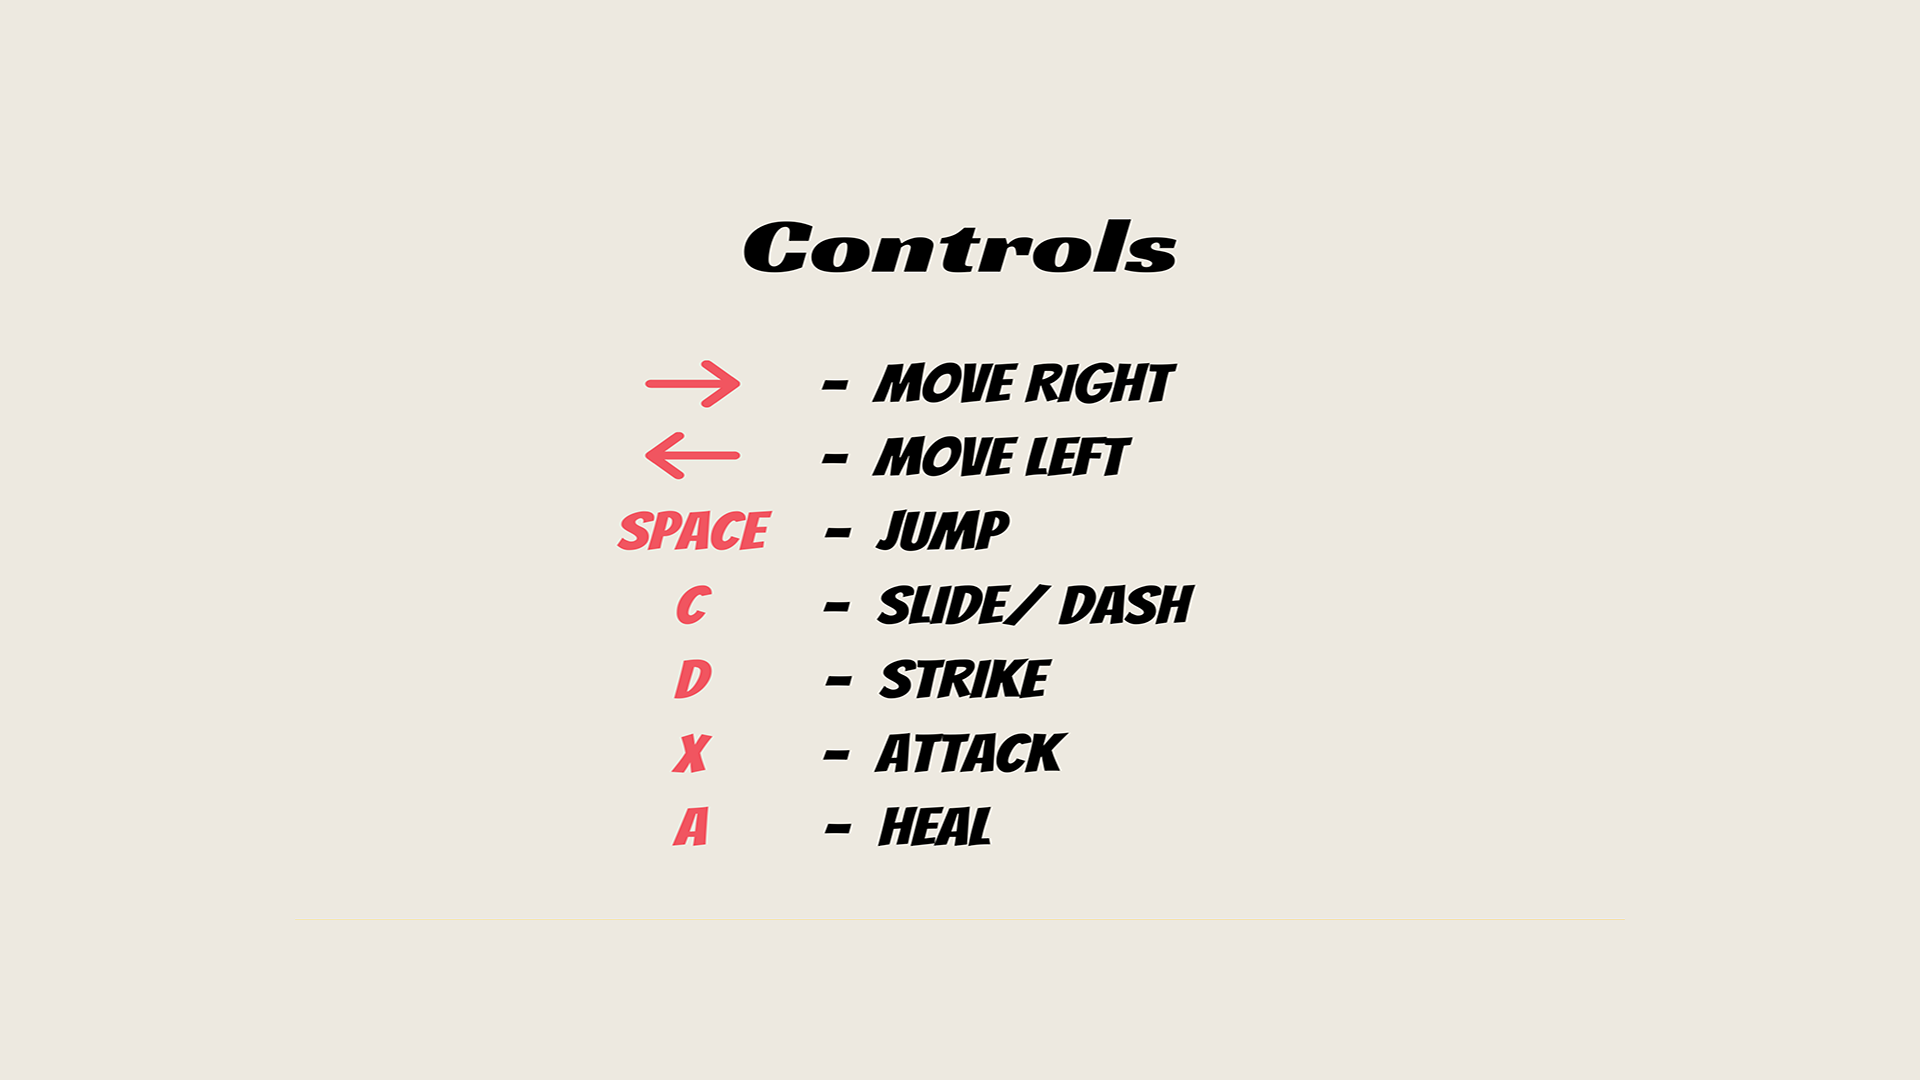 Controls
→ - MOVE RIGHT
← - MOVE LEFT
SPACE - JUMP
C - SLIDE/ DASH
D - STRIKE
X - ATTACK
A - HEAL